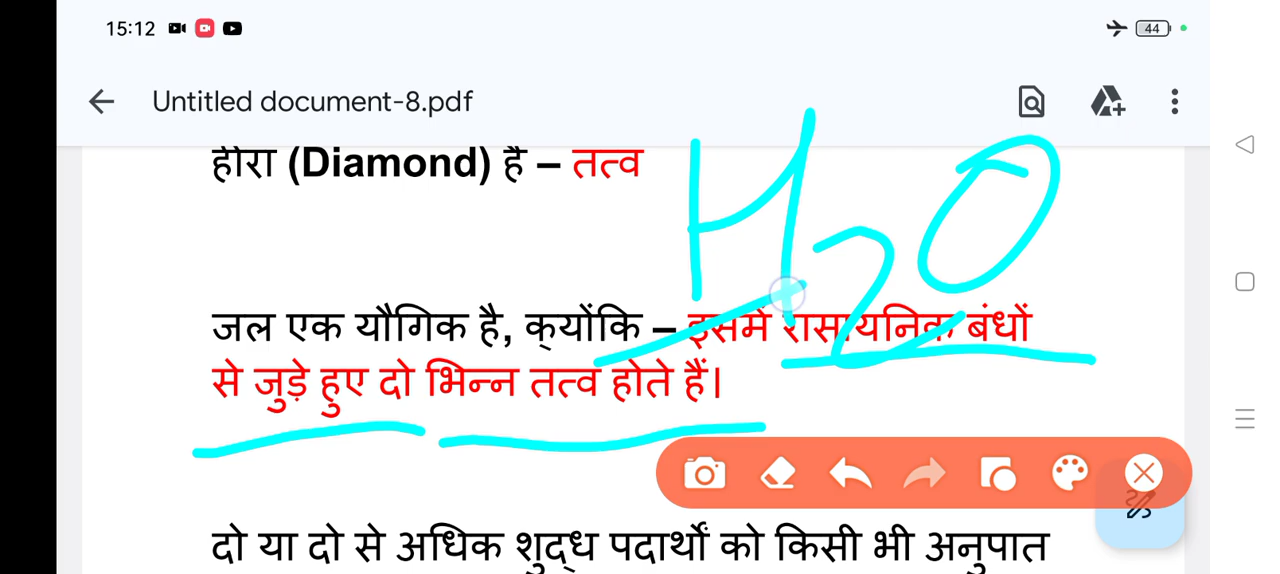 15:12
44
Untitled document-8.pdf
हीरा (Diamond) है – तत्व
H2O
जल एक यौगिक है, क्योंकि – इसमें रासायनिक बंधों
से जुड़े हुए दो भिन्न तत्व होते हैं।
दो या दो से अधिक शुद्ध पदार्थों को किसी भी अनुपात